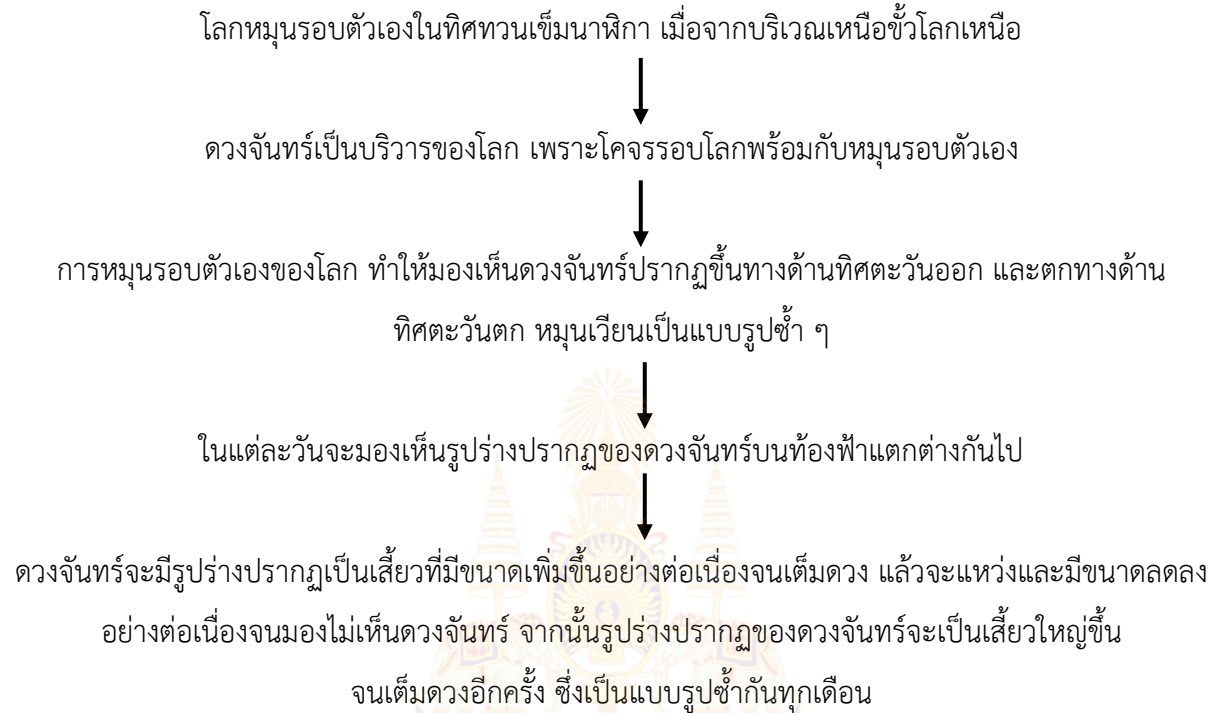 โลกหมุนรอบตัวเองในทิศทวนเข็มนาฬิกา เมื่อจากบริเวณเหนือขั้วโลกเหนือ
ดวงจันทร์เป็นบริวารของโลก เพราะโคจรรอบโลกพร้อมกับหมุนรอบตัวเอง
การหมุนรอบตัวเองของโลก ทำให้มองเห็นดวงจันทร์ปรากฏขึ้นทางด้านทิศตะวันออก และตกทางด้าน
ทิศตะวันตก หมุนเวียนเป็นแบบรูปซ้ำ ๆ
ในแต่ละวันจะมองเห็นรูปร่างปรากฏของดวงจันทร์บนท้องฟ้าแตกต่างกันไป
ดวงจันทร์จะมีรูปร่างปรากฏเป็นเสี้ยวที่มีขนาดเพิ่มขึ้นอย่างต่อเนื่องจนเต็มดวง แล้วจะแหว่งและมีขนาดลดลง
อย่างต่อเนื่องจนมองไม่เห็นดวงจันทร์ จากนั้นรูปร่างปรากฏของดวงจันทร์จะเป็นเสี้ยวใหญ่ขึ้น
จนเต็มดวงอีกครั้ง ซึ่งเป็นแบบรูปซ้ำกันทุกเดือน